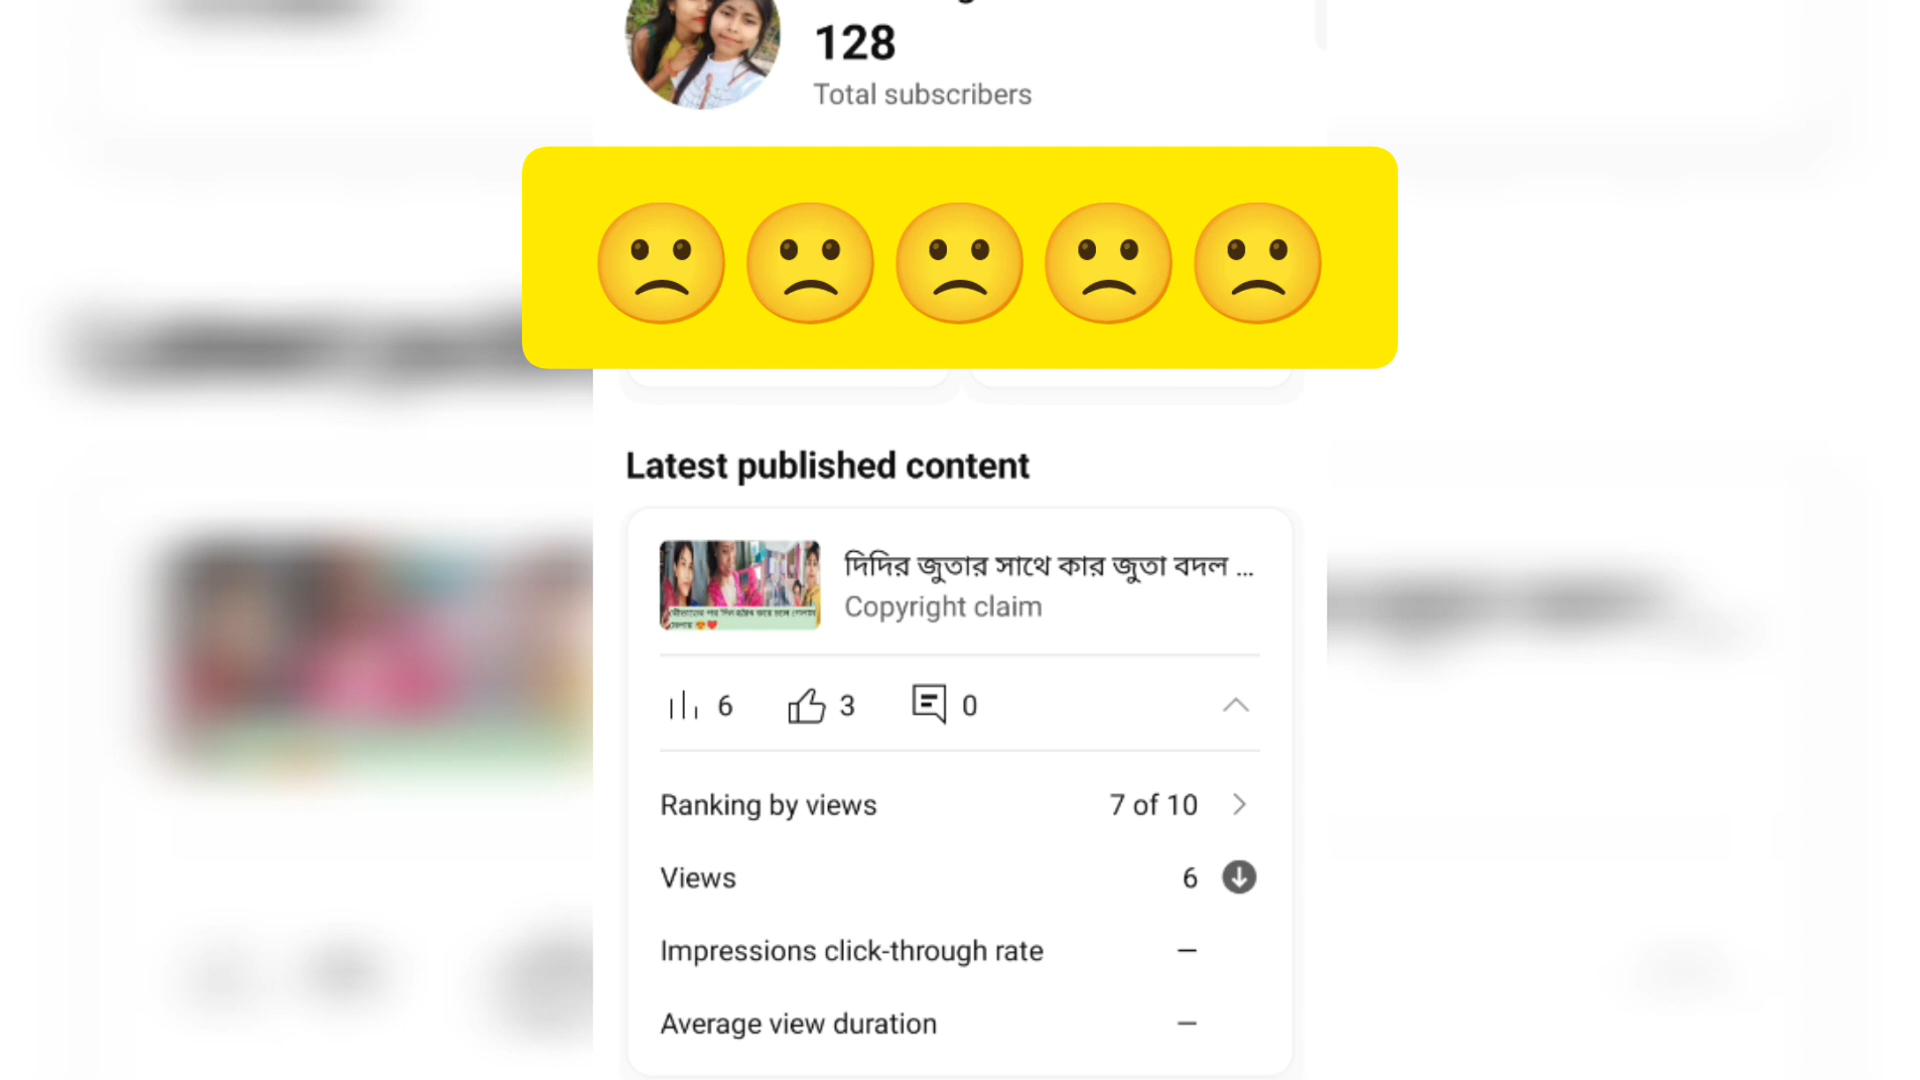 128
Total subscribers
Latest published content
দিদির জুতার সাথে কার জুতা বদল ...
Copyright claim
6 3 0
Ranking by views 7 of 10
Views 6
Impressions click-through rate –
Average view duration –